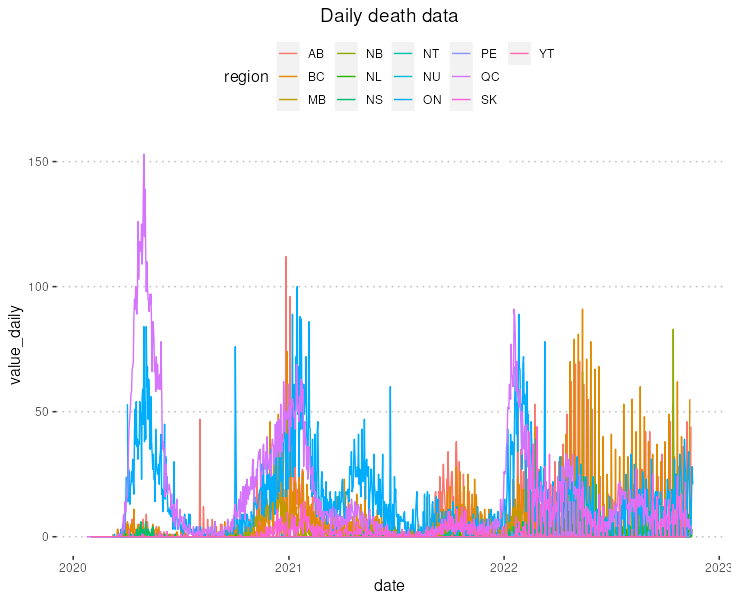 Daily death data
region
AB NB NT PE YT
BC NL NU QC
MB NS ON SK
value_daily
150
100
50
0
2020 2021 2022 2023
date